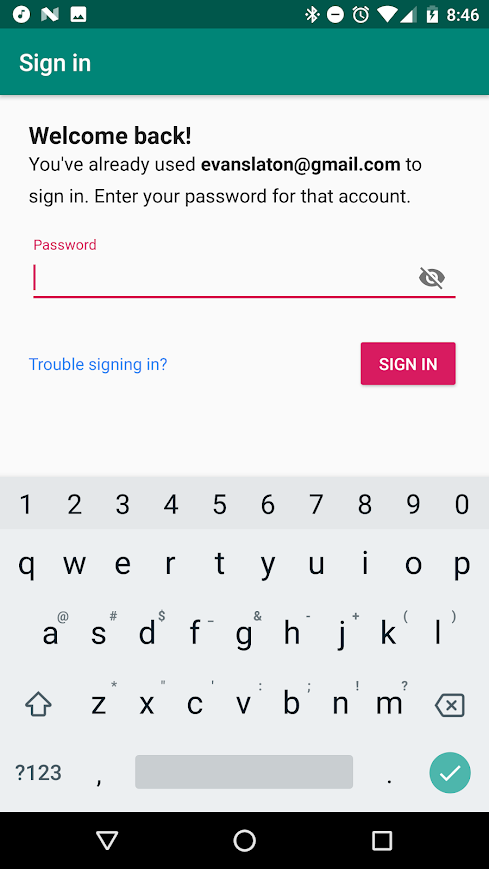 8:46
Sign in
Welcome back!
You've already used evanslaton@gmail.com to
sign in. Enter your password for that account.
Password
Trouble signing in?
SIGN IN
1 2 3 4 5 6 7 8 9 0
q w e r t y u i o p
@ # $ _ & - + ( )
a s d f g h j k l
* " ' : ; ! ?
z x c v b n m
?123 , .